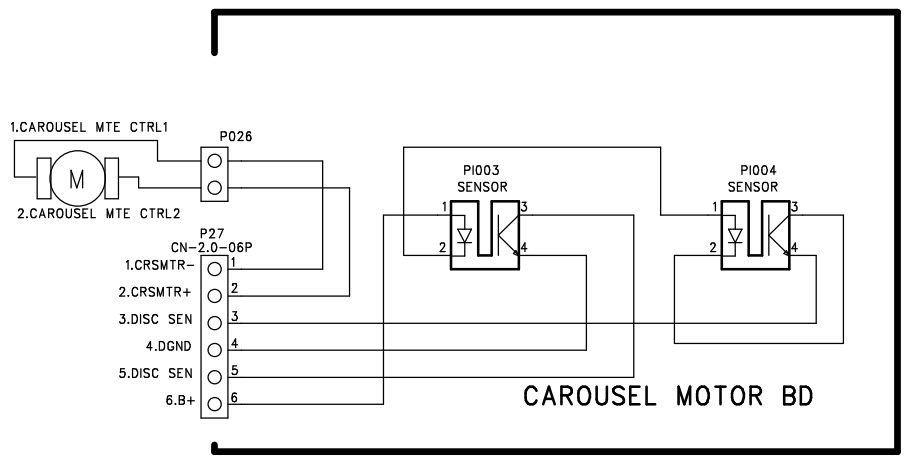 1.CAROUSEL MTE CTRL1
P026
M
2.CAROUSEL MTE CTRL2
P27
CN-2.0-06P
1.CRSMTR- 1
2.CRSMTR+ 2
3.DISC SEN 3
4.DGND 4
5.DISC SEN 5
6.B+ 6
PI003
SENSOR
1 3
2 4
PI004
SENSOR
1 3
2 4
CAROUSEL MOTOR BD